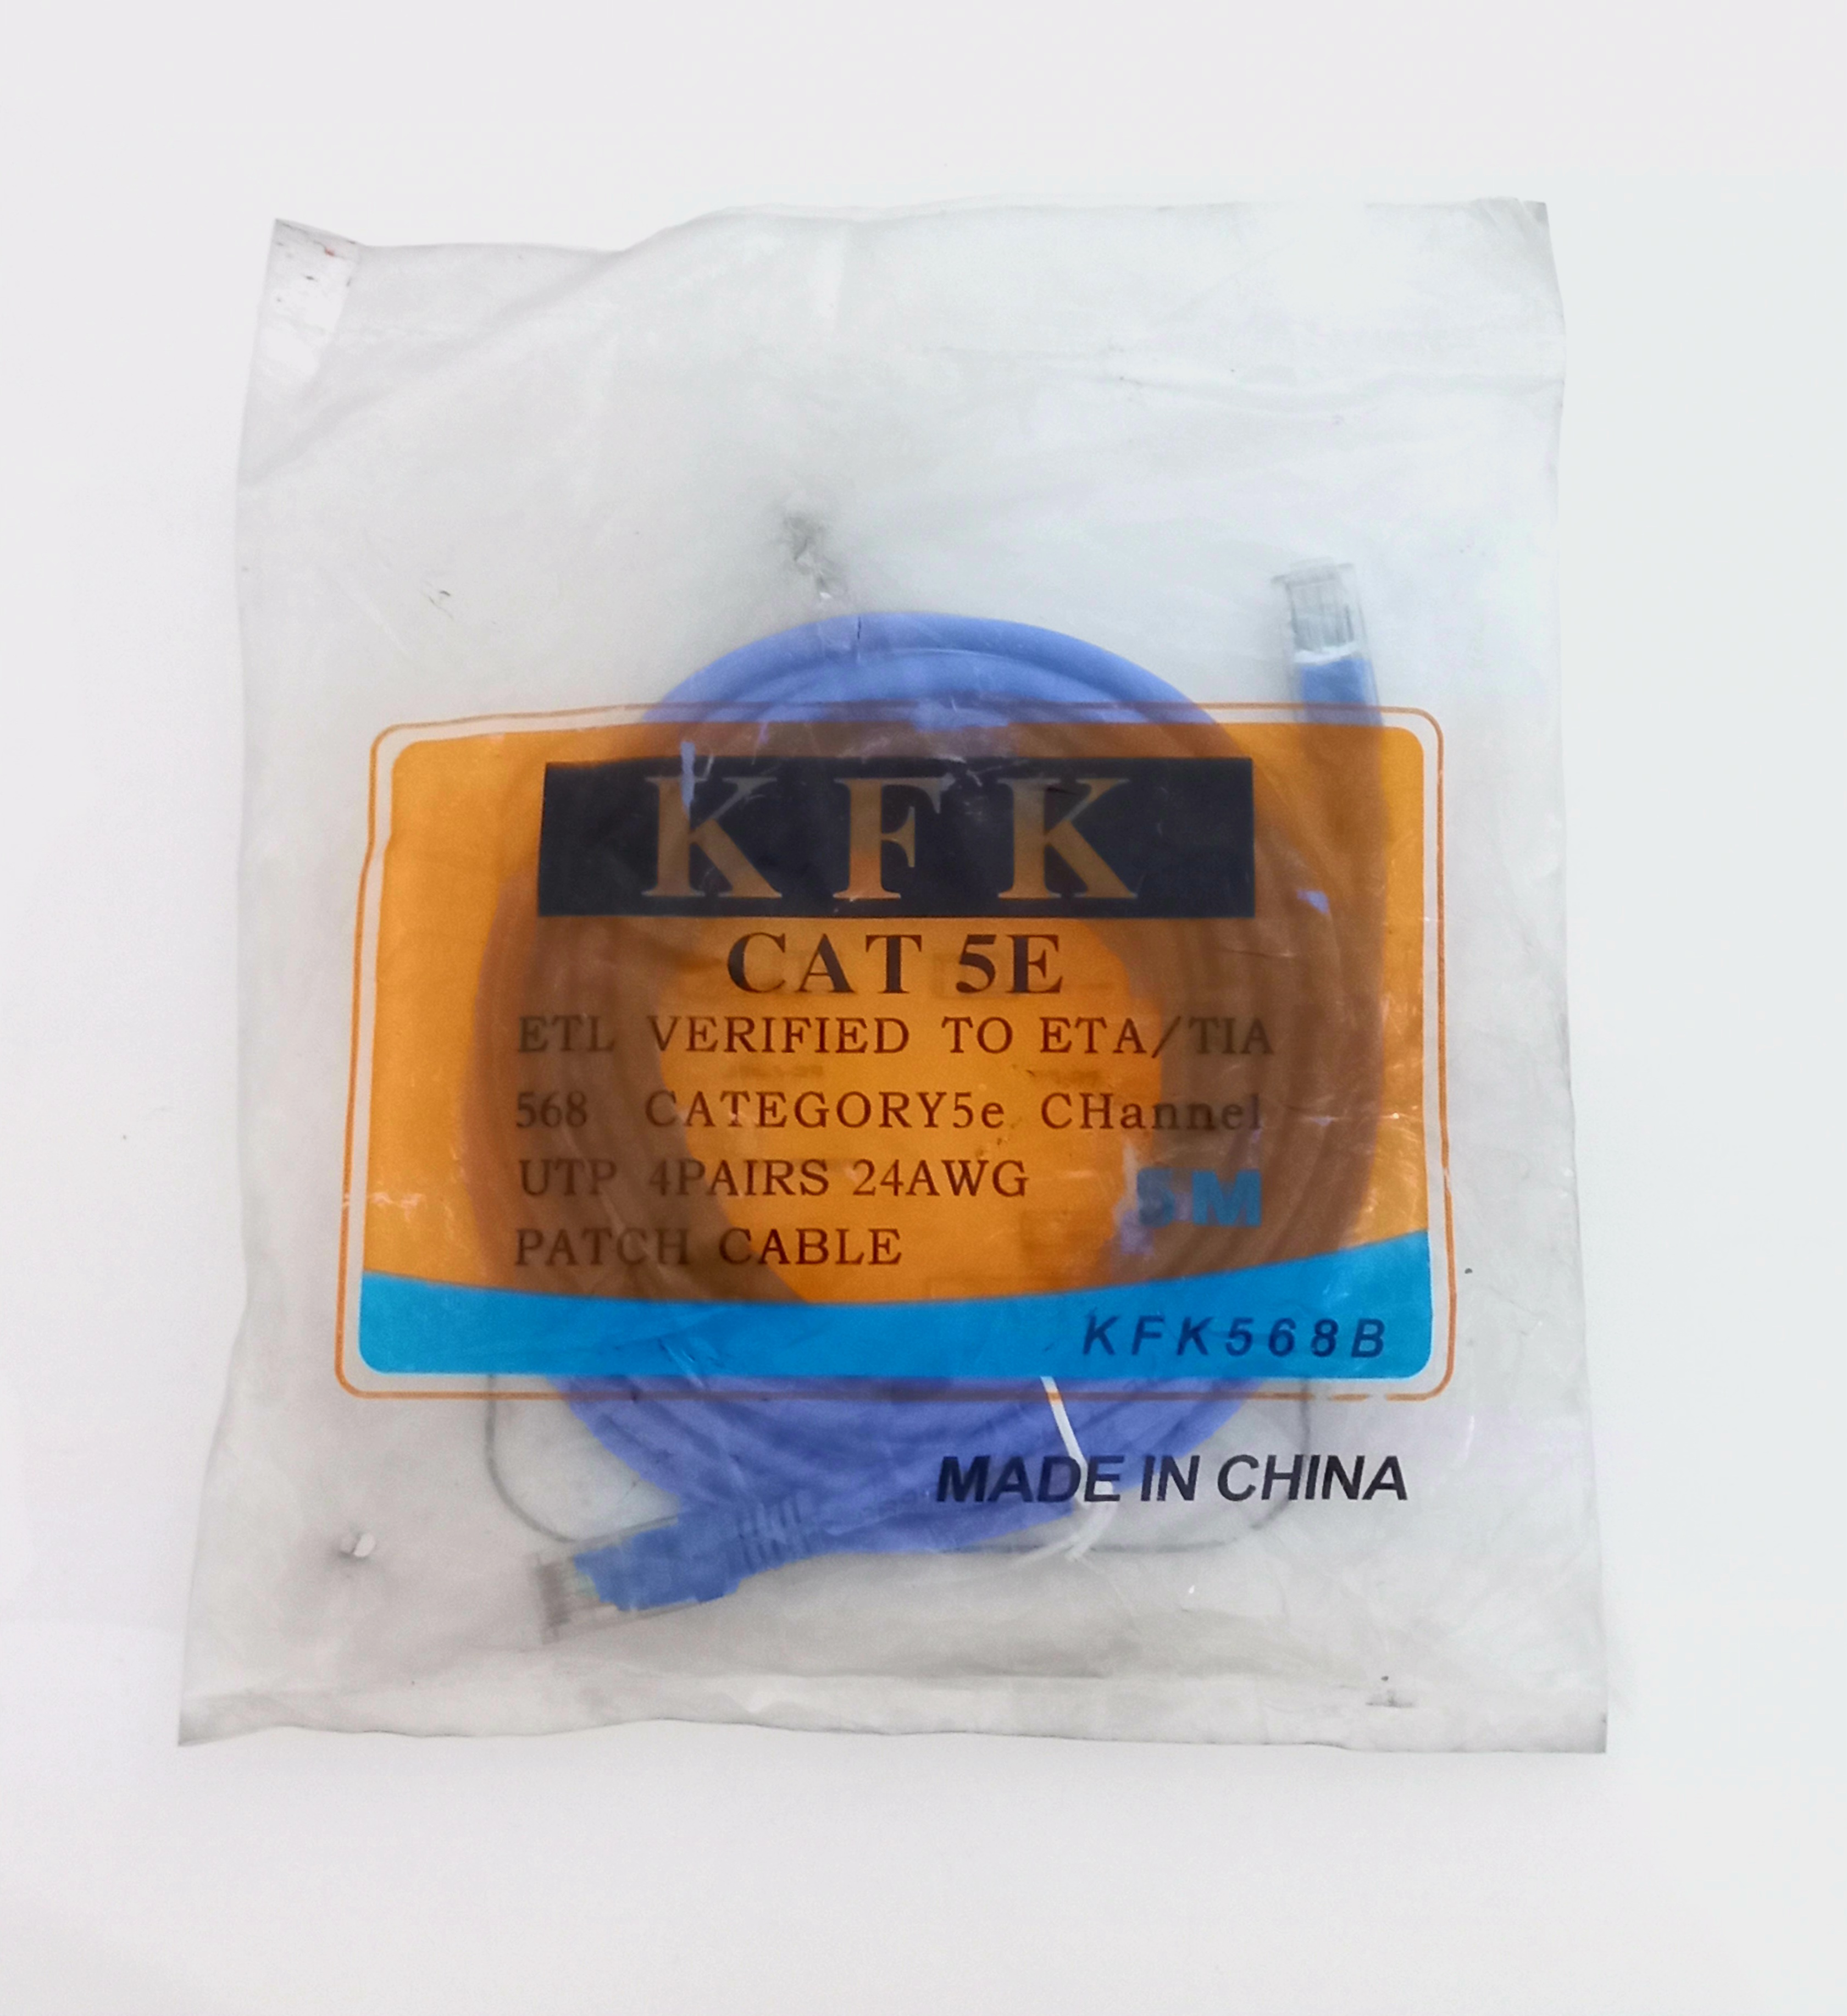 KFK
CAT 5E
ETL VERIFIED TO ETA/TIA
568 CATEGORY5e CHannel
UTP 4PAIRS 24AWG
5M
PATCH CABLE
KFK568B
MADE IN CHINA